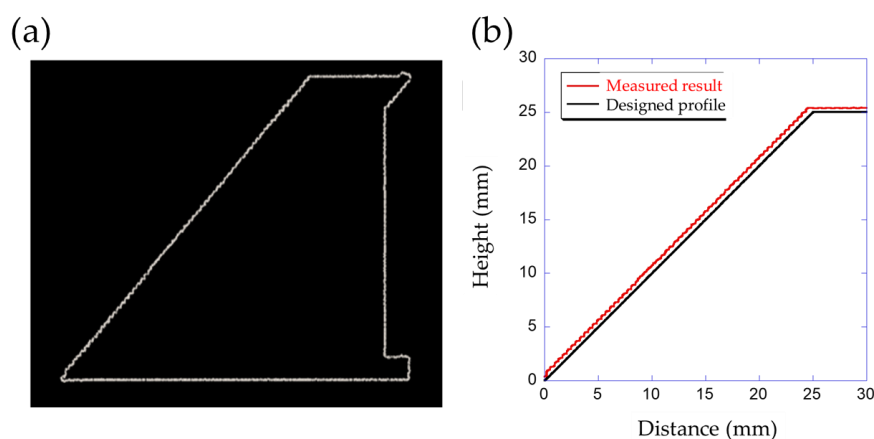 (a)
(b)
30
25
20
15
10
5
0
Height (mm)
Measured result
Designed profile
0 5 10 15 20 25 30
Distance (mm)